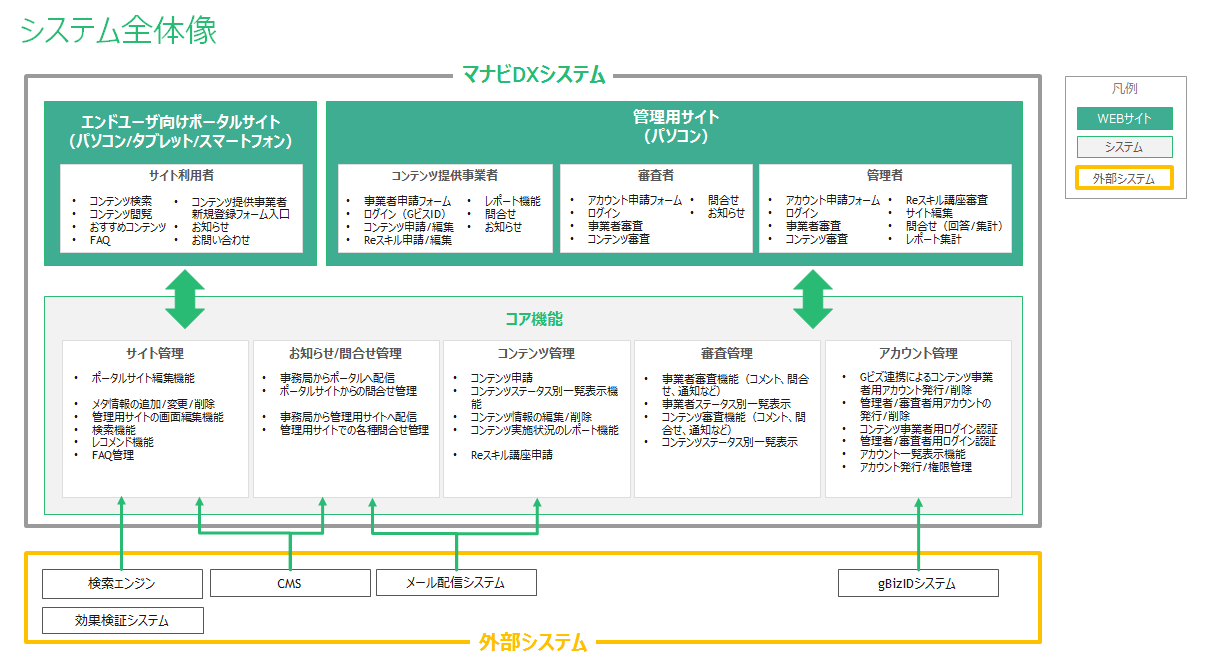 システム全体像
マナビDXシステム
凡例
WEBサイト
システム
外部システム
エンドユーザ向けポータルサイト
（パソコン/タブレット/スマートフォン）
サイト利用者
• コンテンツ検索
• コンテンツ閲覧
• おすすめコンテンツ
• FAQ
• コンテンツ提供事業者
新規登録フォーム入口
• お知らせ
• お問い合わせ
管理用サイト
（パソコン）
コンテンツ提供事業者
• 事業者申請フォーム
• ログイン（GビズID）
• コンテンツ申請/編集
• Reスキル申請/編集
• レポート機能
• 問合せ
• お知らせ
審査者
• アカウント申請フォーム
• ログイン
• 事業者審査
• コンテンツ審査
• 問合せ
• お知らせ
管理者
• アカウント申請フォーム
• ログイン
• 事業者審査
• コンテンツ審査
• Reスキル講座審査
• サイト編集
• 問合せ（回答/集計）
• レポート集計
コア機能
サイト管理
• ポータルサイト編集機能
• メタ情報の追加/変更/削除
• 管理用サイトの画面編集機能
• 検索機能
• レコメンド機能
• FAQ管理
お知らせ/問合せ管理
• 事務局からポータルへ配信
• ポータルサイトからの問合せ管理
• 事務局から管理用サイトへ配信
• 管理用サイトでの各種問合せ管理
コンテンツ管理
• コンテンツ申請
• コンテンツステータス別一覧表示機
能
• コンテンツ情報の編集/削除
• コンテンツ実施状況のレポート機能
• Reスキル講座申請
審査管理
• 事業者審査機能（コメント、問合
せ、通知など）
• 事業者ステータス別一覧表示
• コンテンツ審査機能（コメント、問
合せ、通知など）
• コンテンツステータス別一覧表示
アカウント管理
• Gビズ連携によるコンテンツ事業
者用アカウント発行/削除
• 管理者/審査者用アカウントの
発行/削除
• コンテンツ事業者用ログイン認証
• 管理者/審査者用ログイン認証
• アカウント一覧表示機能
• アカウント発行/権限管理
検索エンジン
CMS
メール配信システム
gBizIDシステム
効果検証システム
外部システム